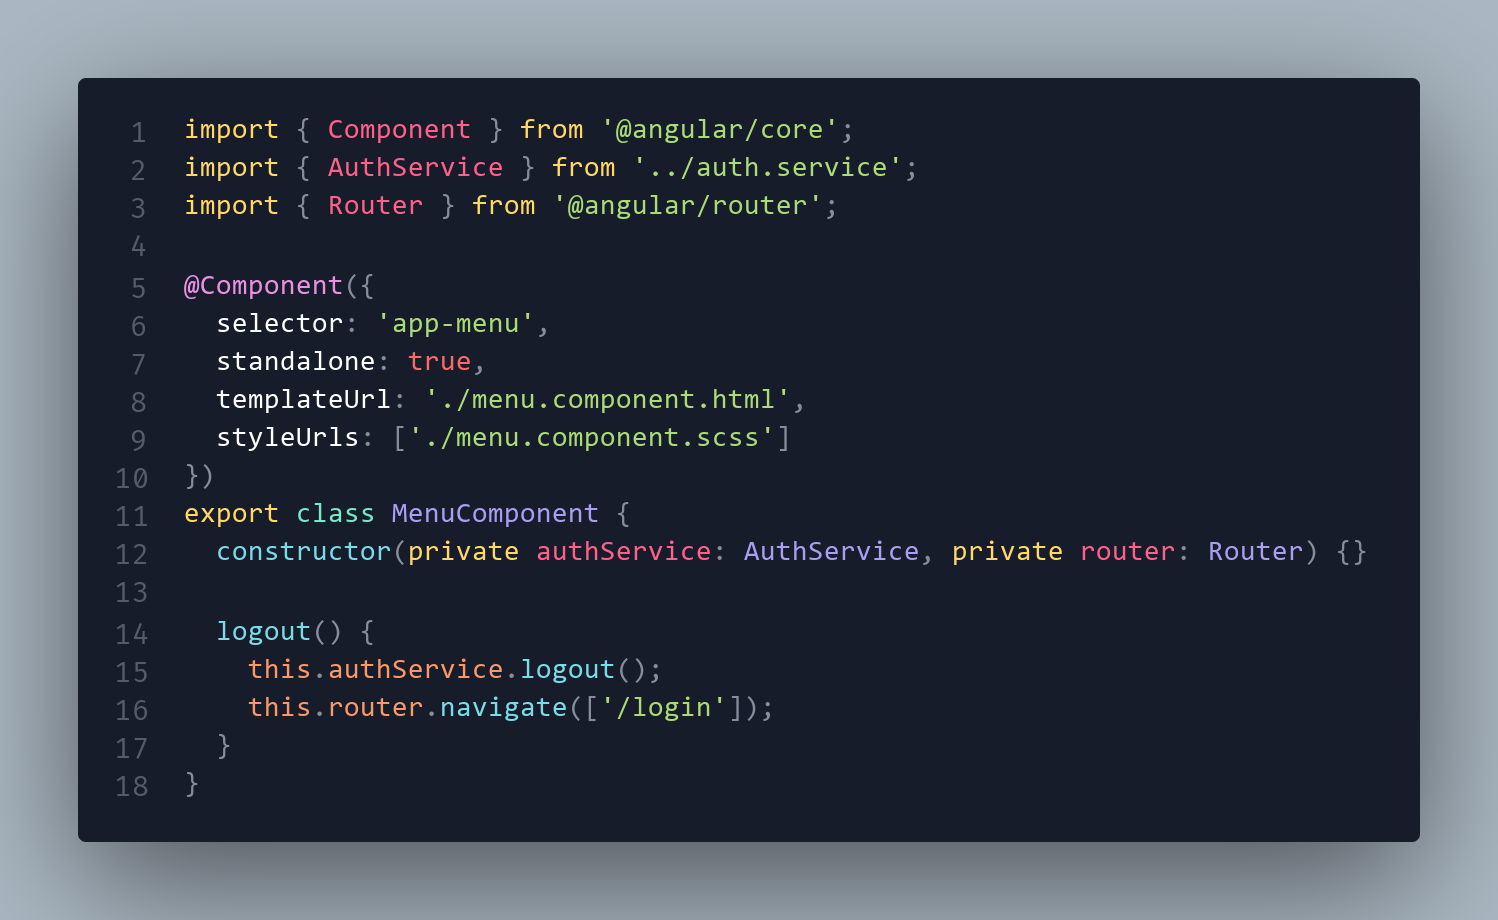 1 import { Component } from '@angular/core';
2 import { AuthService } from '../auth.service';
3 import { Router } from '@angular/router';
4
5 @Component({
6   selector: 'app-menu',
7   standalone: true,
8   templateUrl: './menu.component.html',
9   styleUrls: ['./menu.component.scss']
10 })
11 export class MenuComponent {
12   constructor(private authService: AuthService, private router: Router) {}
13
14   logout() {
15     this.authService.logout();
16     this.router.navigate(['/login']);
17   }
18 }